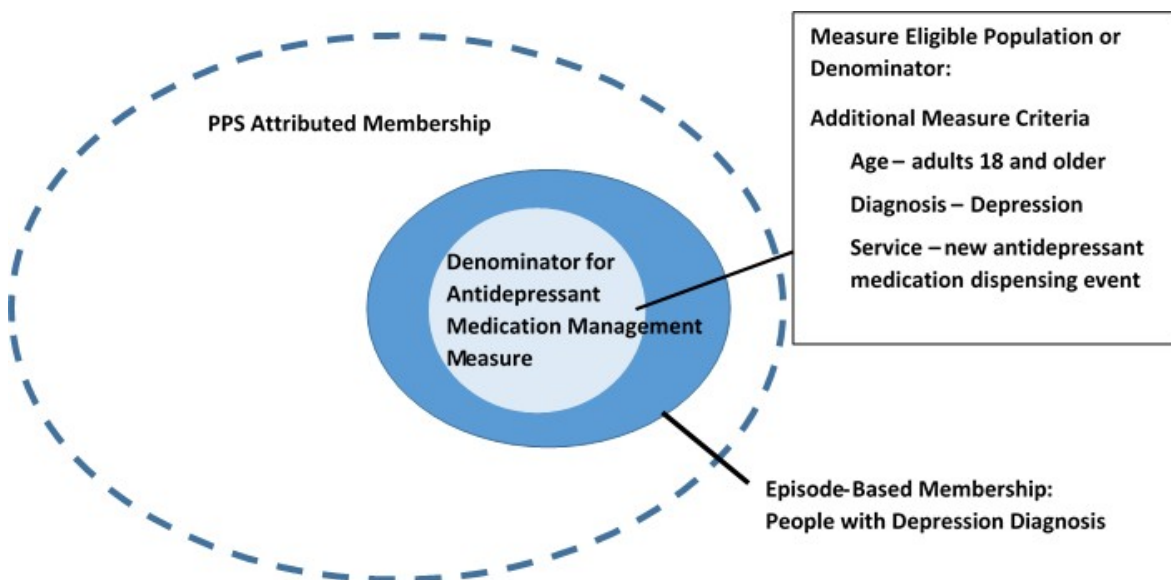 PPS Attributed Membership
Denominator for
Antidepressant
Medication Management
Measure
Measure Eligible Population or
Denominator:
Additional Measure Criteria
Age – adults 18 and older
Diagnosis – Depression
Service – new antidepressant
medication dispensing event
Episode-Based Membership:
People with Depression Diagnosis